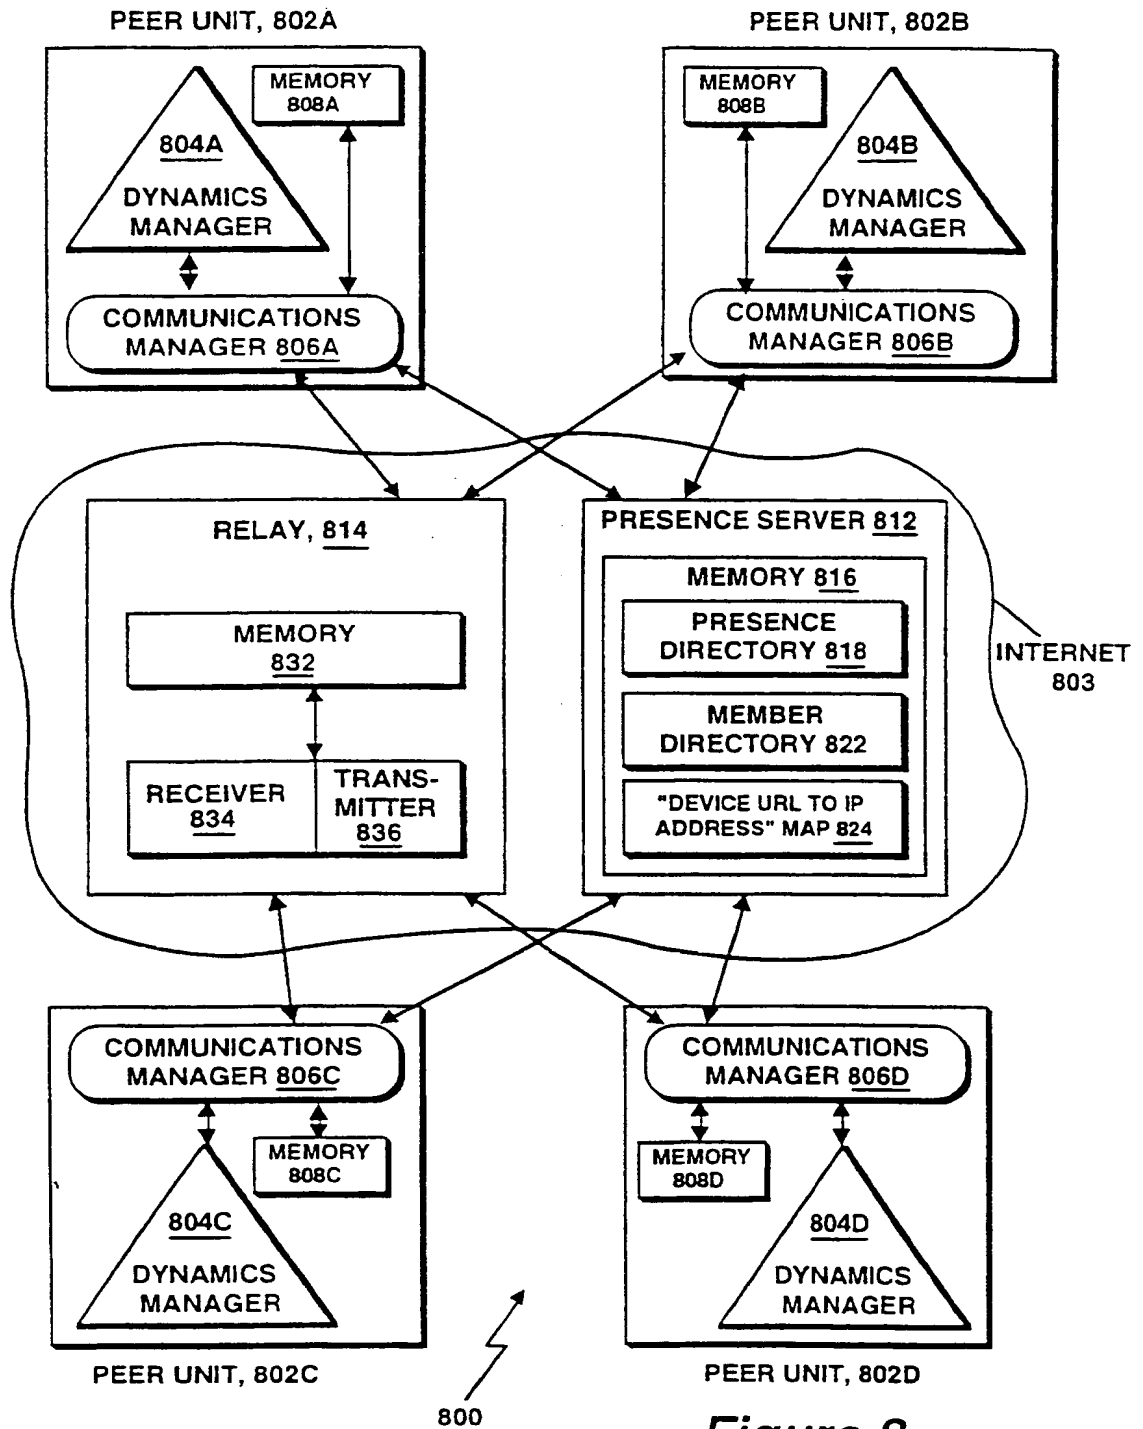 PEER UNIT, 802A
PEER UNIT, 802B
MEMORY
808A
804A
DYNAMICS
MANAGER
COMMUNICATIONS
MANAGER 806A
MEMORY
808B
804B
DYNAMICS
MANAGER
COMMUNICATIONS
MANAGER 806B
RELAY, 814
MEMORY
832
RECEIVER
834
TRANS-
MITTER
836
PRESENCE SERVER 812
MEMORY 816
PRESENCE
DIRECTORY 818
MEMBER
DIRECTORY 822
"DEVICE URL TO IP
ADDRESS" MAP 824
INTERNET
803
COMMUNICATIONS
MANAGER 806C
MEMORY
808C
804C
DYNAMICS
MANAGER
PEER UNIT, 802C
COMMUNICATIONS
MANAGER 806D
MEMORY
808D
804D
DYNAMICS
MANAGER
PEER UNIT, 802D
800
Figure 8